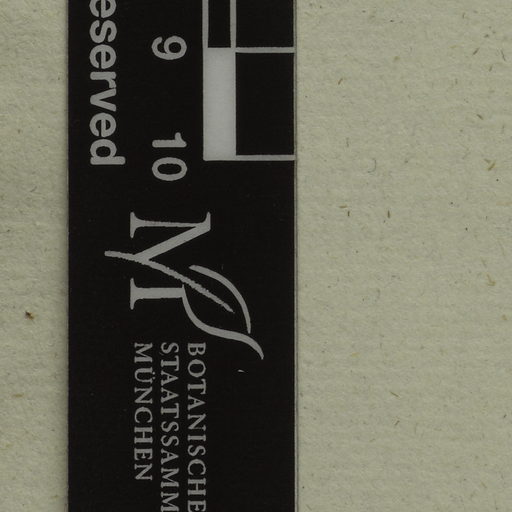 eserved
9
10
BOTANISCHE
STAATSSAMM
MÜNCHEN